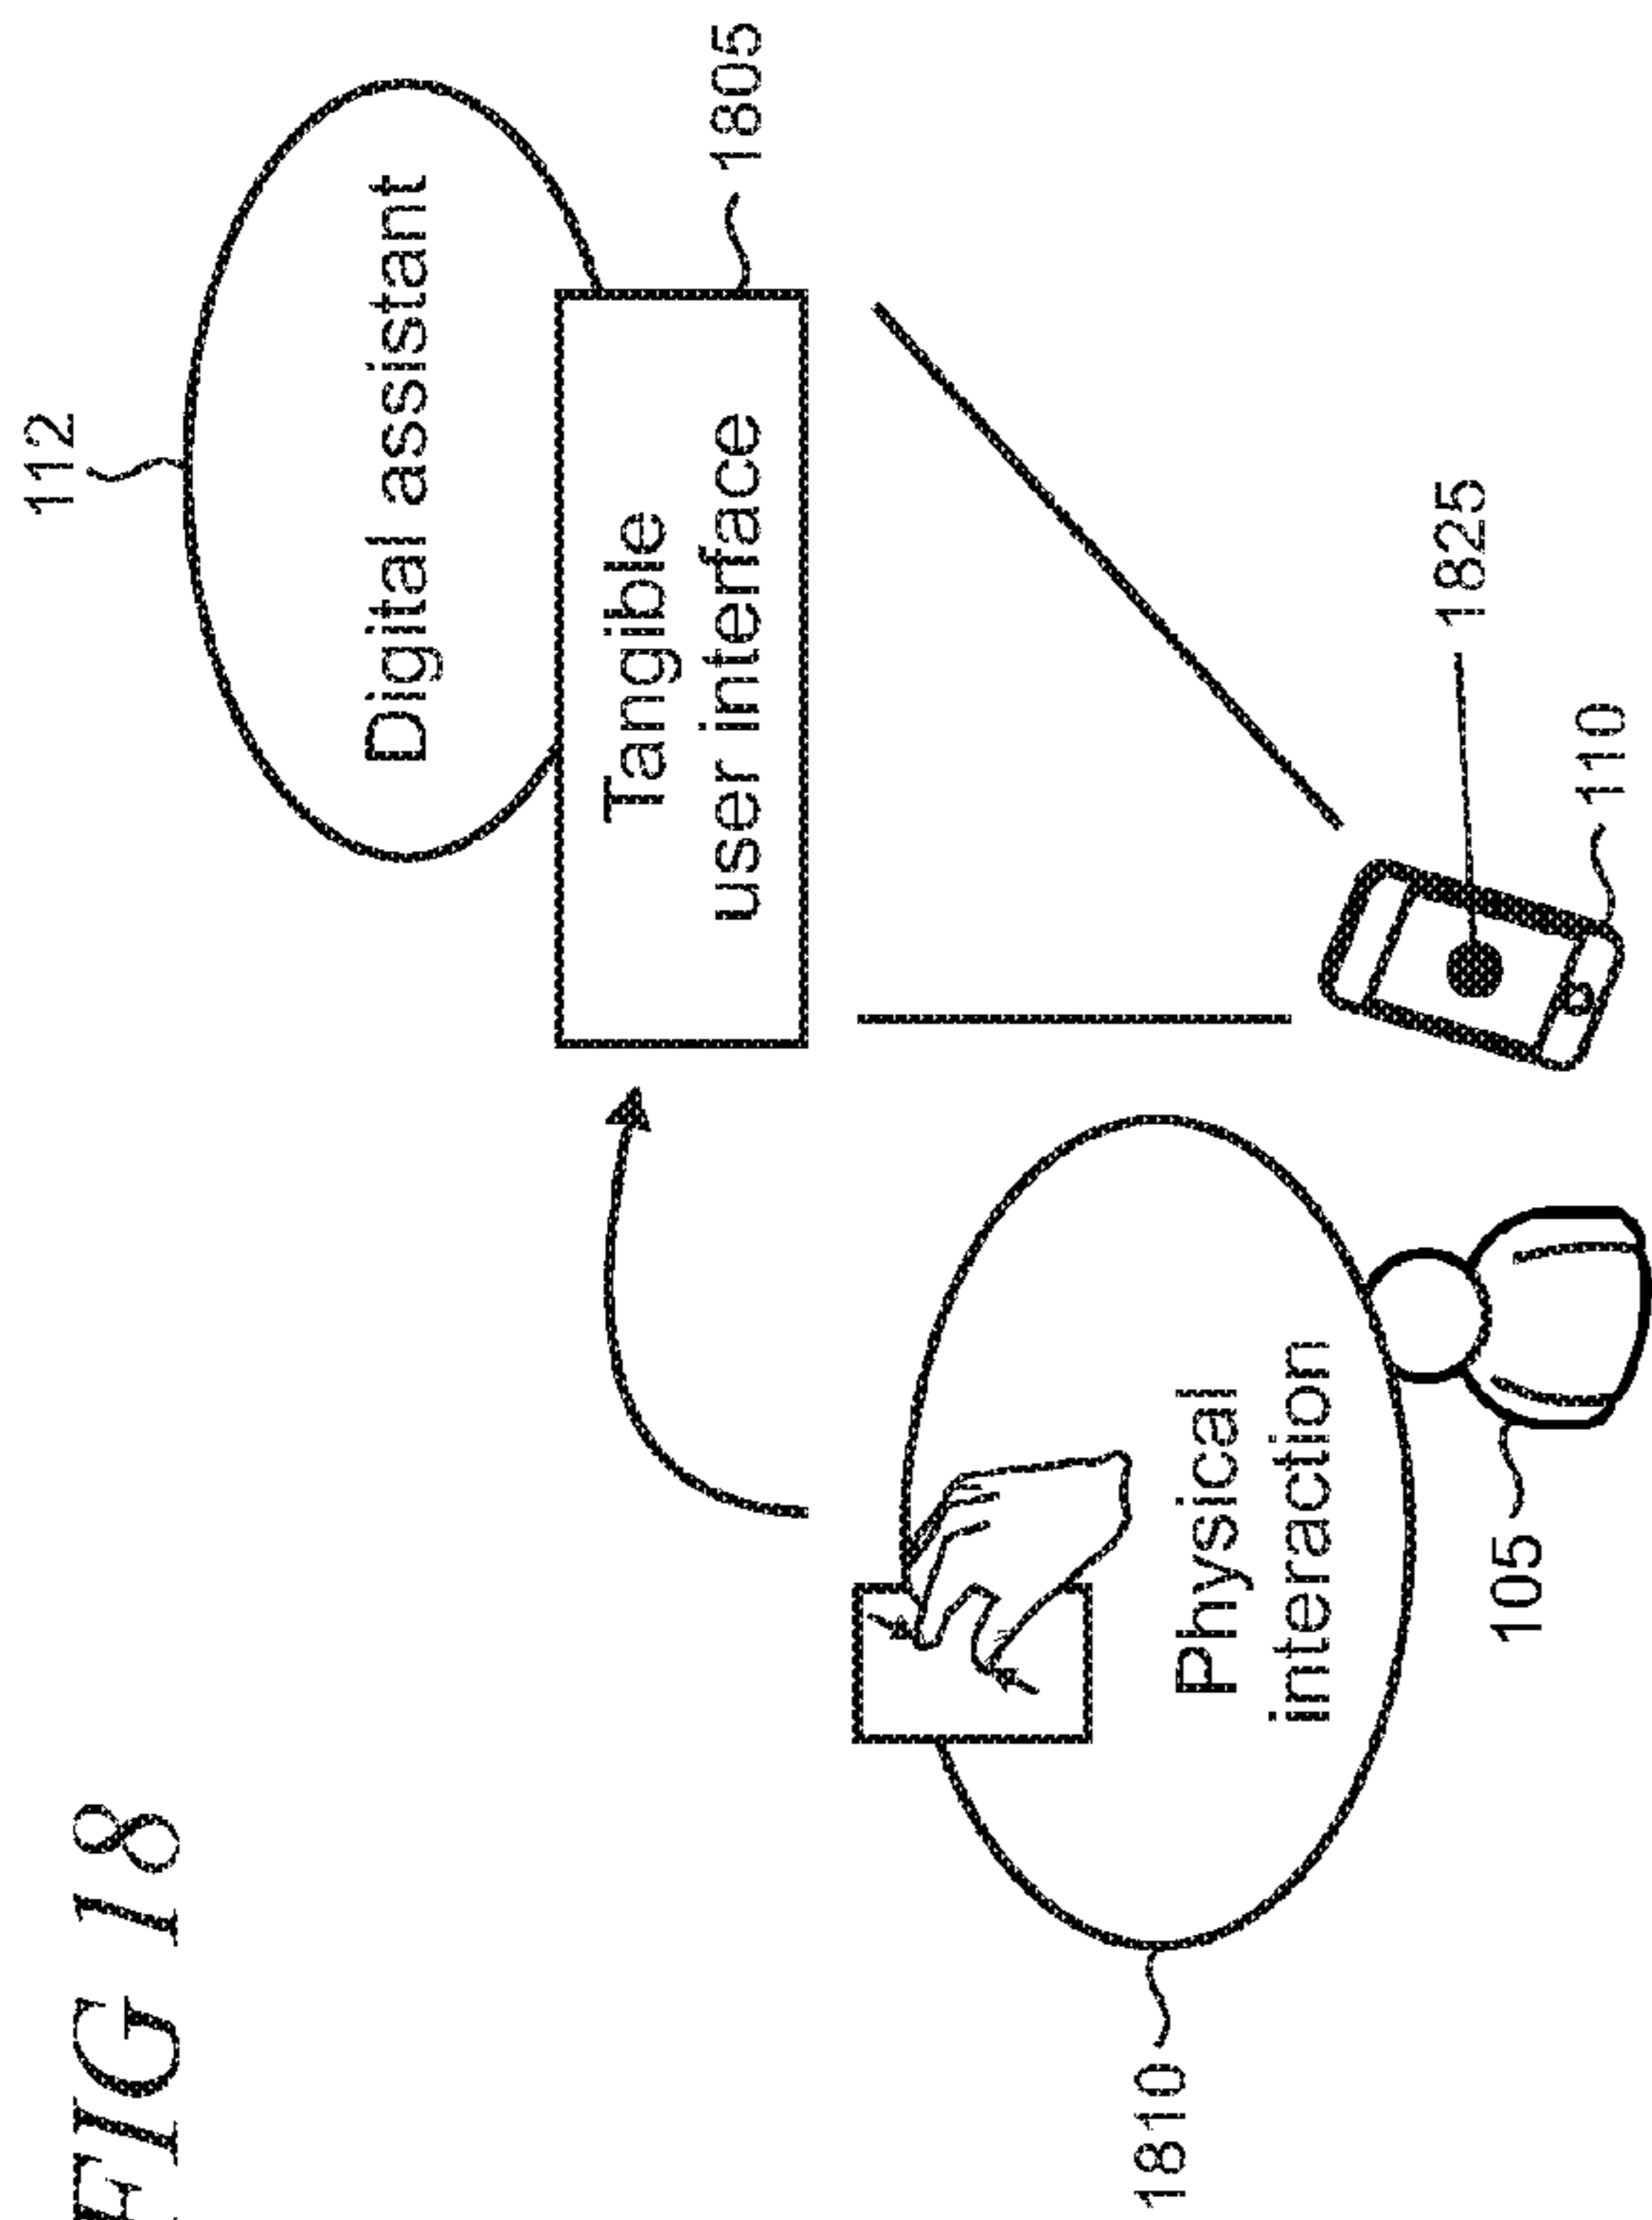 FIG 18
112
Digital assistant
Tangible
user interface
1805
1810
Physical
interaction
105
1825
110